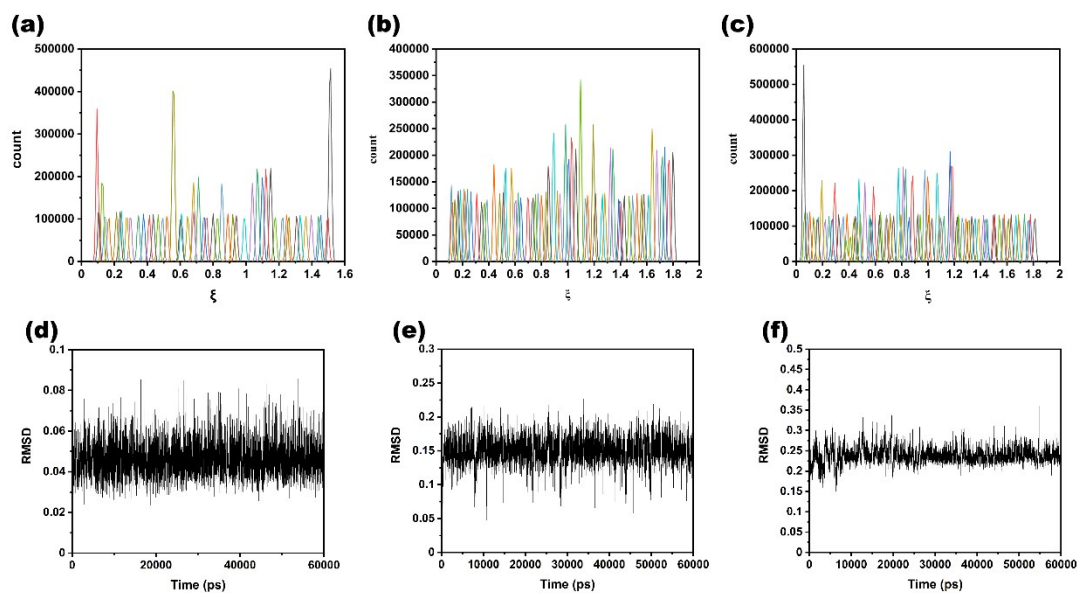 (a)
500000
400000
300000
200000
100000
0
count
0 0.2 0.4 0.6 0.8 1 1.2 1.4 1.6
ξ
(b)
400000
350000
300000
250000
200000
150000
100000
50000
0
count
0 0.2 0.4 0.6 0.8 1 1.2 1.4 1.6 1.8 2
ξ
(c)
600000
500000
400000
300000
200000
100000
0
count
0 0.2 0.4 0.6 0.8 1 1.2 1.4 1.6 1.8 2
ξ
(d)
0.1
0.08
0.06
0.04
0.02
0
RMSD
0 20000 40000 60000
Time (ps)
(e)
0.3
0.25
0.2
0.15
0.1
0.05
0
RMSD
0 10000 20000 30000 40000 50000 60000
Time (ps)
(f)
0.5
0.45
0.4
0.35
0.3
0.25
0.2
0.15
0.1
0.05
0
RMSD
0 10000 20000 30000 40000 50000 60000
Time (ps)